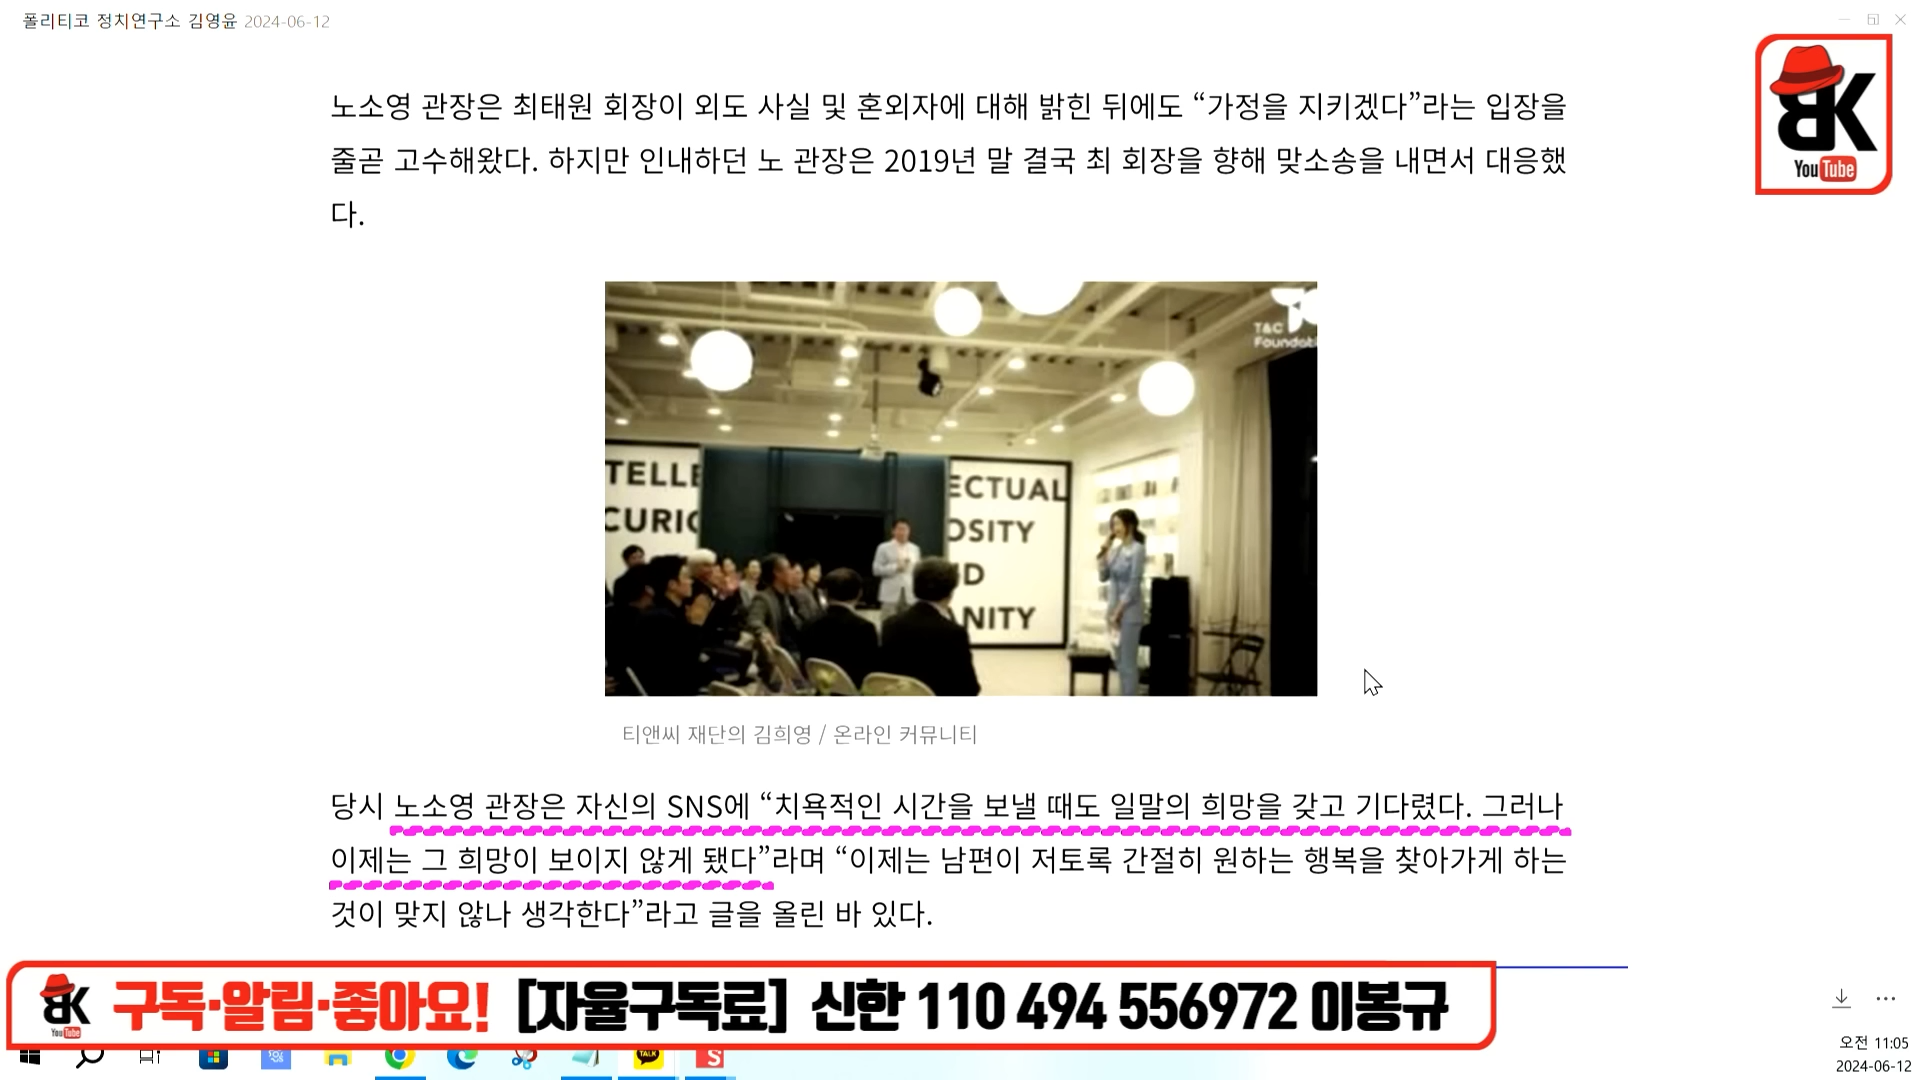 폴리티코 정치연구소 김영윤 2024-06-12
BK
YouTube
노소영 관장은 최태원 회장이 외도 사실 및 혼외자에 대해 밝힌 뒤에도 “가정을 지키겠다”라는 입장을
줄곧 고수해왔다. 하지만 인내하던 노 관장은 2019년 말 결국 최 회장을 향해 맞소송을 내면서 대응했
다.
T&C
Foundati
TELLE
ECTUAL
CURIO
OSITY
ND
ANITY
티앤씨 재단의 김희영 / 온라인 커뮤니티
당시 노소영 관장은 자신의 SNS에 “치욕적인 시간을 보낼 때도 일말의 희망을 갖고 기다렸다. 그러나
이제는 그 희망이 보이지 않게 됐다”라며 “이제는 남편이 저토록 간절히 원하는 행복을 찾아가게 하는
것이 맞지 않나 생각한다”라고 글을 올린 바 있다.
BK YouTube 구독·알림·좋아요! [자율구독료] 신한 110 494 556972 이봉규
TALK
S
오전 11:05
2024-06-12